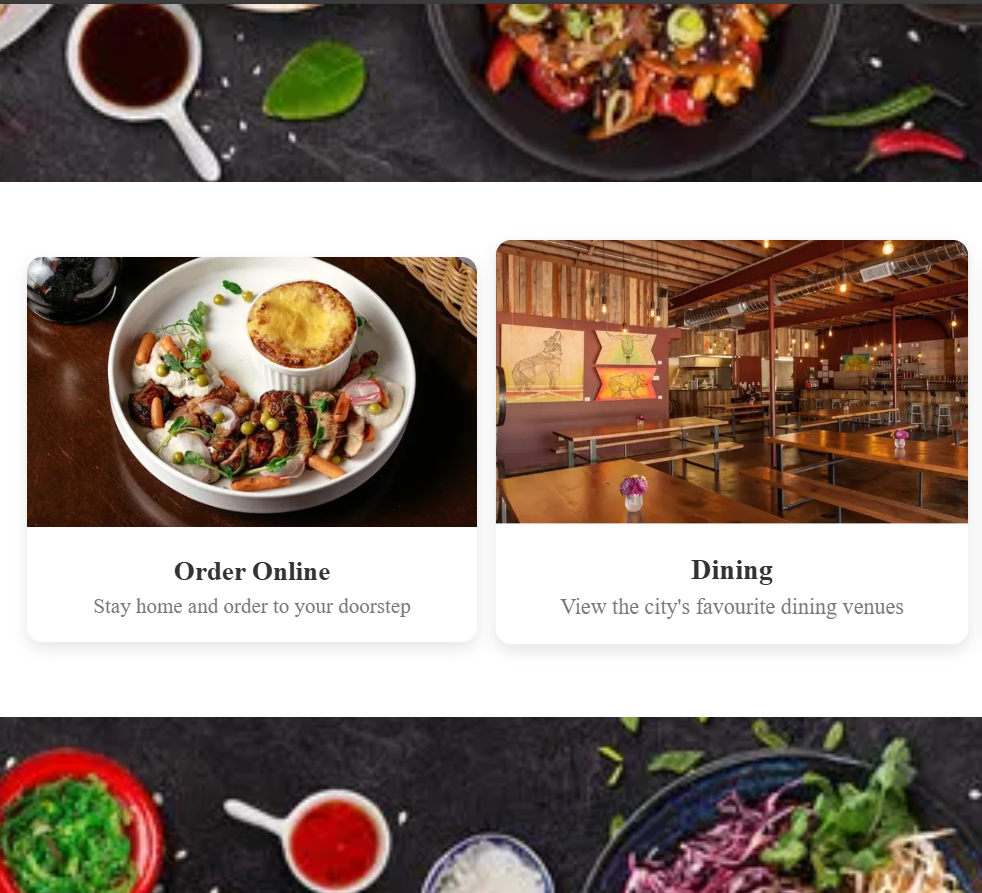 Order Online
Stay home and order to your doorstep
Dining
View the city's favourite dining venues